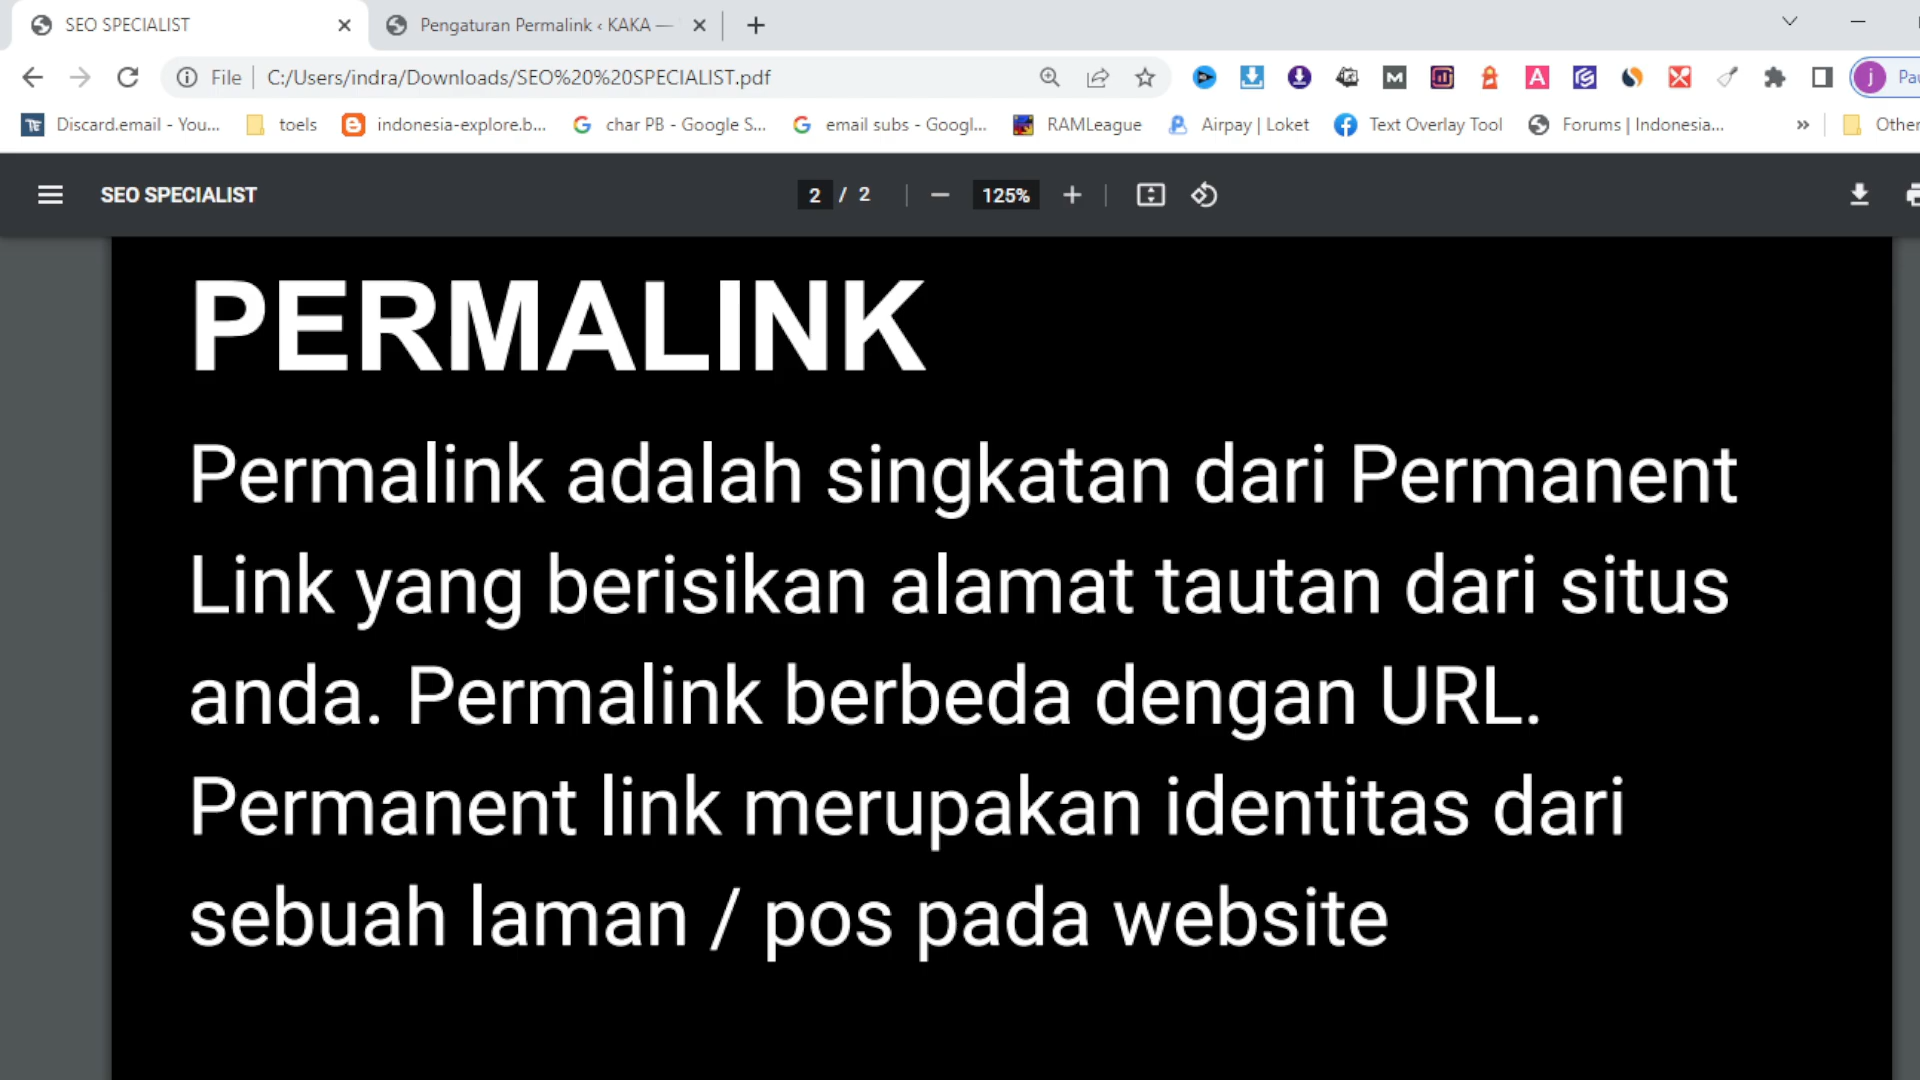 SEO SPECIALIST
Pengaturan Permalink ‹ KAKA —
File
C:/Users/indra/Downloads/SEO%20%20SPECIALIST.pdf
Discard.email - You...
toels
indonesia-explore.b...
char PB - Google S...
email subs - Googl...
RAMLeague
Airpay | Loket
Text Overlay Tool
Forums | Indonesia...
»
Other
SEO SPECIALIST
2 / 2
125%
PERMALINK
Permalink adalah singkatan dari Permanent
Link yang berisikan alamat tautan dari situs
anda. Permalink berbeda dengan URL.
Permanent link merupakan identitas dari
sebuah laman / pos pada website